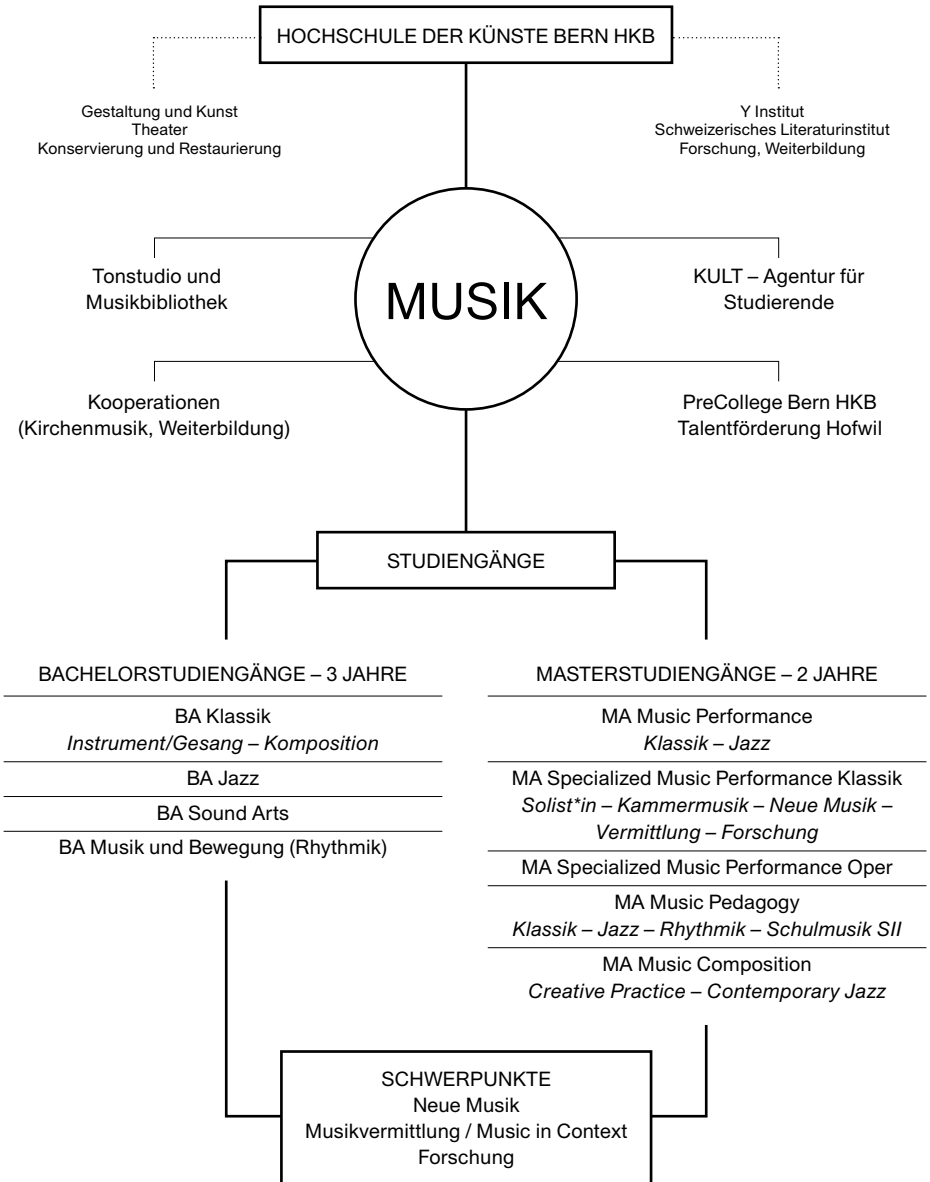 HOCHSCHULE DER KÜNSTE BERN HKB
Gestaltung und Kunst
Theater
Konservierung und Restaurierung
Y Institut
Schweizerisches Literaturinstitut
Forschung, Weiterbildung
Tonstudio und
Musikbibliothek
MUSIK
KULT – Agentur für
Studierende
Kooperationen
(Kirchenmusik, Weiterbildung)
PreCollege Bern HKB
Talentförderung Hofwil
STUDIENGÄNGE
BACHELORSTUDIENGÄNGE – 3 JAHRE
BA Klassik
Instrument/Gesang – Komposition
BA Jazz
BA Sound Arts
BA Musik und Bewegung (Rhythmik)
MASTERSTUDIENGÄNGE – 2 JAHRE
MA Music Performance
Klassik – Jazz
MA Specialized Music Performance Klassik
Solist*in – Kammermusik – Neue Musik –
Vermittlung – Forschung
MA Specialized Music Performance Oper
MA Music Pedagogy
Klassik – Jazz – Rhythmik – Schulmusik SII
MA Music Composition
Creative Practice – Contemporary Jazz
SCHWERPUNKTE
Neue Musik
Musikvermittlung / Music in Context
Forschung